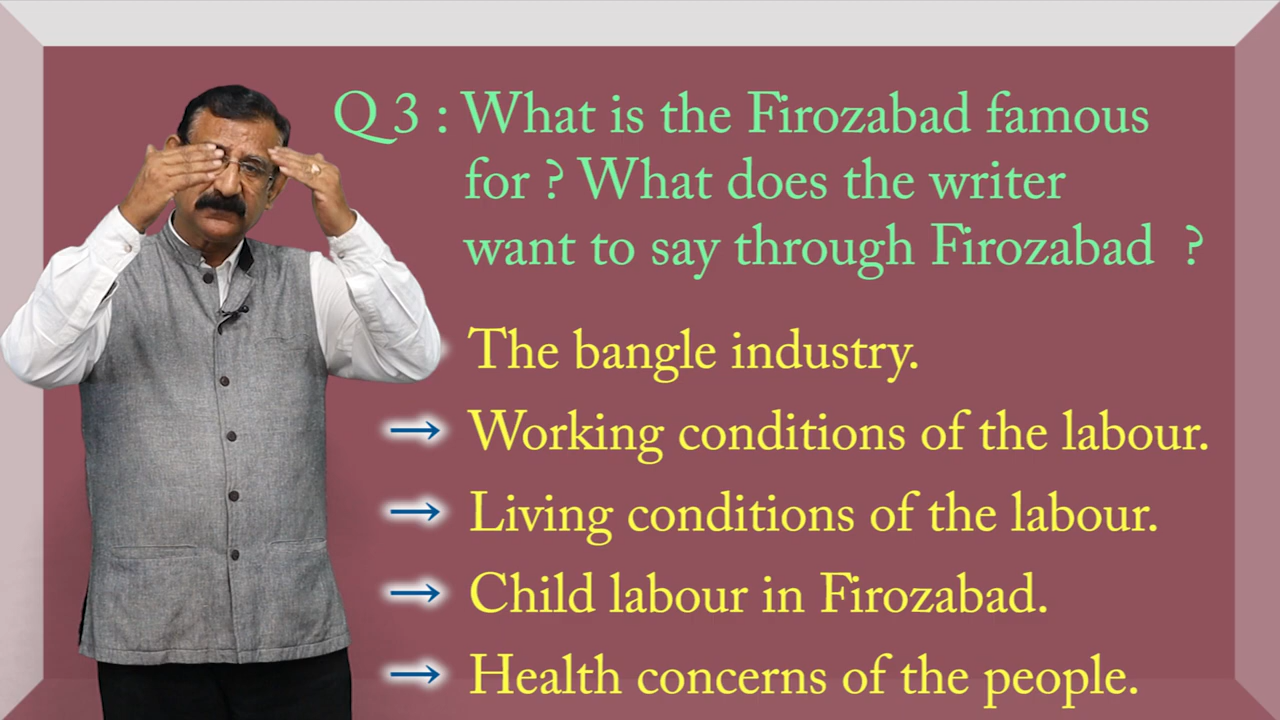 Q 3 : What is the Firozabad famous
for ? What does the writer
want to say through Firozabad ?
The bangle industry.
→ Working conditions of the labour.
→ Living conditions of the labour.
→ Child labour in Firozabad.
→ Health concerns of the people.